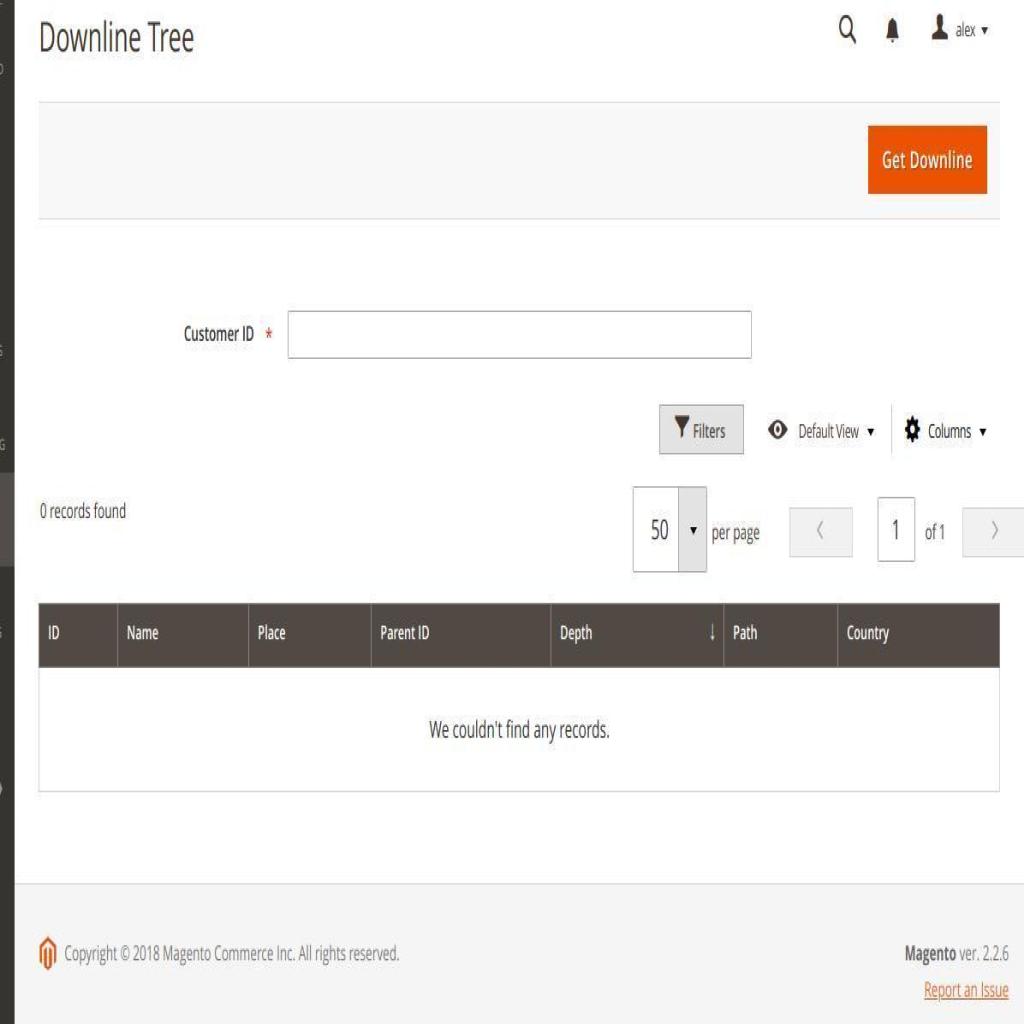 Downline Tree
alex
Get Downline
Customer ID *
Filters
Default View
Columns
0 records found
50
per page
1
of 1
ID Name Place Parent ID Depth ↓ Path Country
We couldn't find any records.
Copyright © 2018 Magento Commerce Inc. All rights reserved.
Magento ver. 2.2.6
Report an Issue